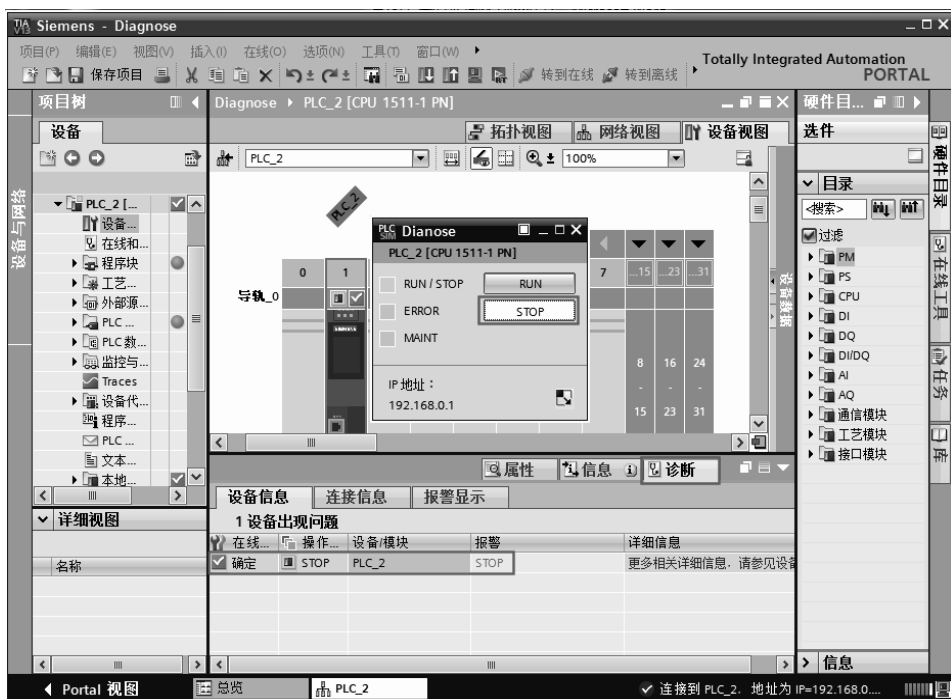 Siemens - Diagnose
项目(P) 编辑(E) 视图(V) 插入(I) 在线(O) 选项(N) 工具(T) 窗口(W)
Totally Integrated Automation
PORTAL
保存项目
转到在线
转到离线
项目树
Diagnose PLC_2 [CPU 1511-1 PN]
硬件目...
设备
拓扑视图
网络视图
设备视图
选件
PLC_2
100%
目录
<搜索>
过滤
PM
PS
CPU
DI
DQ
DI/DQ
AI
AQ
通信模块
工艺模块
接口模块
设备与网络
PLC_2 [...
设备...
在线和...
程序块
工艺...
外部源...
PLC ...
PLC 数...
监控与...
Traces
设备代...
程序...
PLC ...
文本...
本地...
PLC_2
0 1
导轨_0
7 ...15 ...23 ...31
8 16 24
- - -
15 23 31
SIEMENS
PLC SIM Dianose
PLC_2 [CPU 1511-1 PN]
RUN / STOP
RUN
ERROR
STOP
MAINT
IP 地址：
192.168.0.1
设备数据
硬件目录
在线工具
任务
库
属性
信息
诊断
设备信息
连接信息
报警显示
1 设备出现问题
在线... 操作... 设备/模块 报警 详细信息
确定 STOP PLC_2 STOP 更多相关详细信息，请参见设备
详细视图
名称
信息
Portal 视图
总览
PLC_2
连接到 PLC_2，地址为 IP=192.168.0....